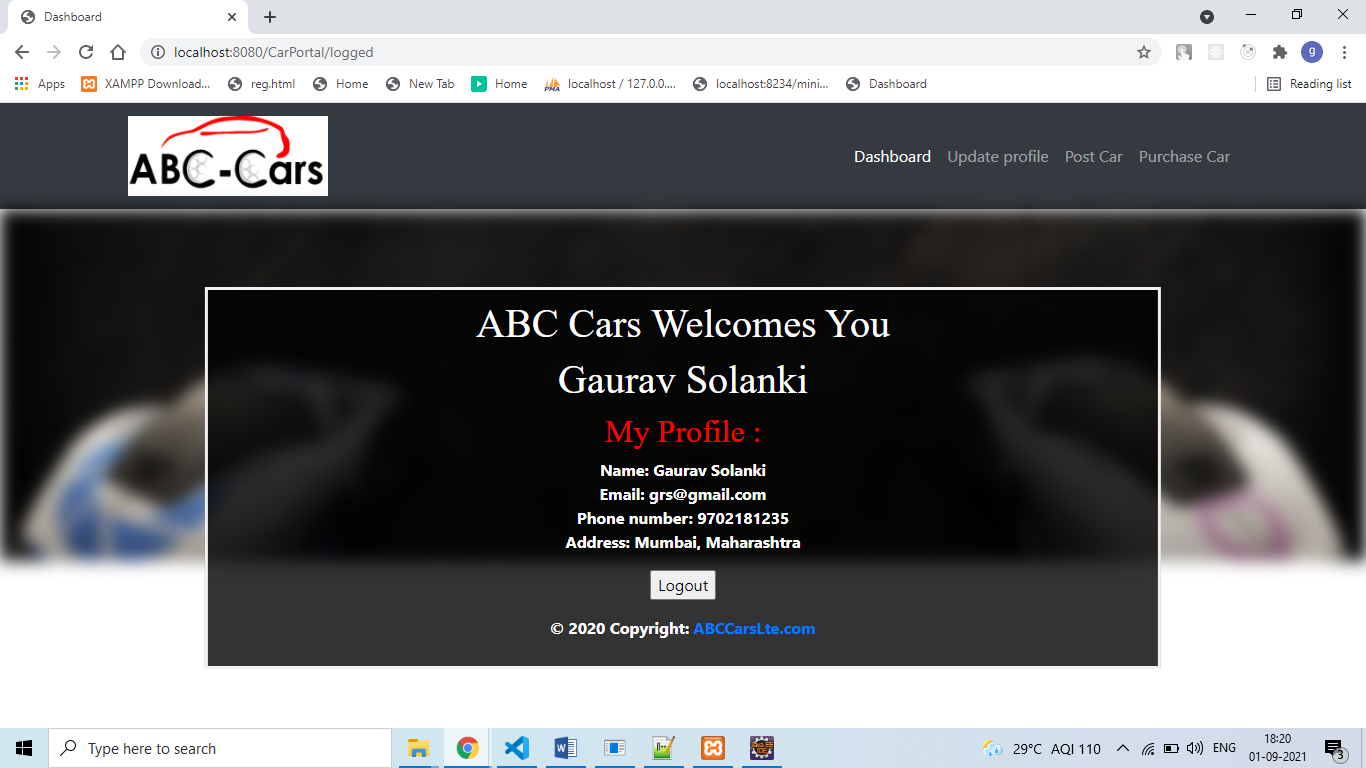 Dashboard
localhost:8080/CarPortal/logged
g
Apps
XAMPP Download...
reg.html
Home
New Tab
Home
PMA
localhost / 127.0.0....
localhost:8234/mini...
Dashboard
Reading list
ABC-Cars
Dashboard
Update profile
Post Car
Purchase Car
ABC Cars Welcomes You
Gaurav Solanki
My Profile :
Name: Gaurav Solanki
Email: grs@gmail.com
Phone number: 9702181235
Address: Mumbai, Maharashtra
Logout
© 2020 Copyright: ABCCarsLte.com
Type here to search
29°C AQI 110
ENG
18:20
01-09-2021
3